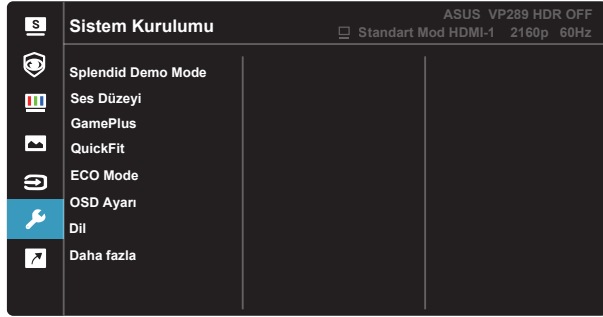 S
Sistem Kurulumu
ASUS VP289 HDR OFF
Standart Mod HDMI-1 2160p 60Hz
Splendid Demo Mode
Ses Düzeyi
GamePlus
QuickFit
ECO Mode
OSD Ayarı
Dil
Daha fazla